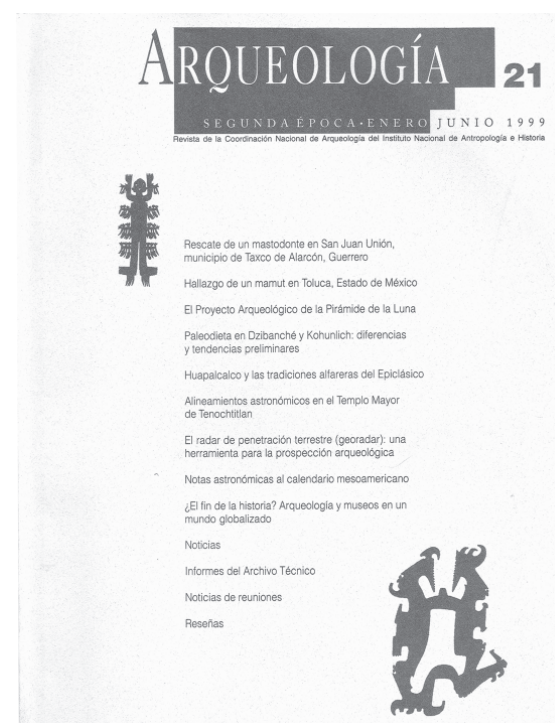 ARQUEOLOGÍA 21
SEGUNDA ÉPOCA • ENERO JUNIO 1999
Revista de la Coordinación Nacional de Arqueología del Instituto Nacional de Antropología e Historia
Rescate de un mastodonte en San Juan Unión,
municipio de Taxco de Alarcón, Guerrero
Hallazgo de un mamut en Toluca, Estado de México
El Proyecto Arqueológico de la Pirámide de la Luna
Paleodieta en Dzibanché y Kohunlich: diferencias
y tendencias preliminares
Huapalcalco y las tradiciones alfareras del Epiclásico
Alineamientos astronómicos en el Templo Mayor
de Tenochtitlan
El radar de penetración terrestre (georadar): una
herramienta para la prospección arqueológica
Notas astronómicas al calendario mesoamericano
¿El fin de la historia? Arqueología y museos en un
mundo globalizado
Noticias
Informes del Archivo Técnico
Noticias de reuniones
Reseñas